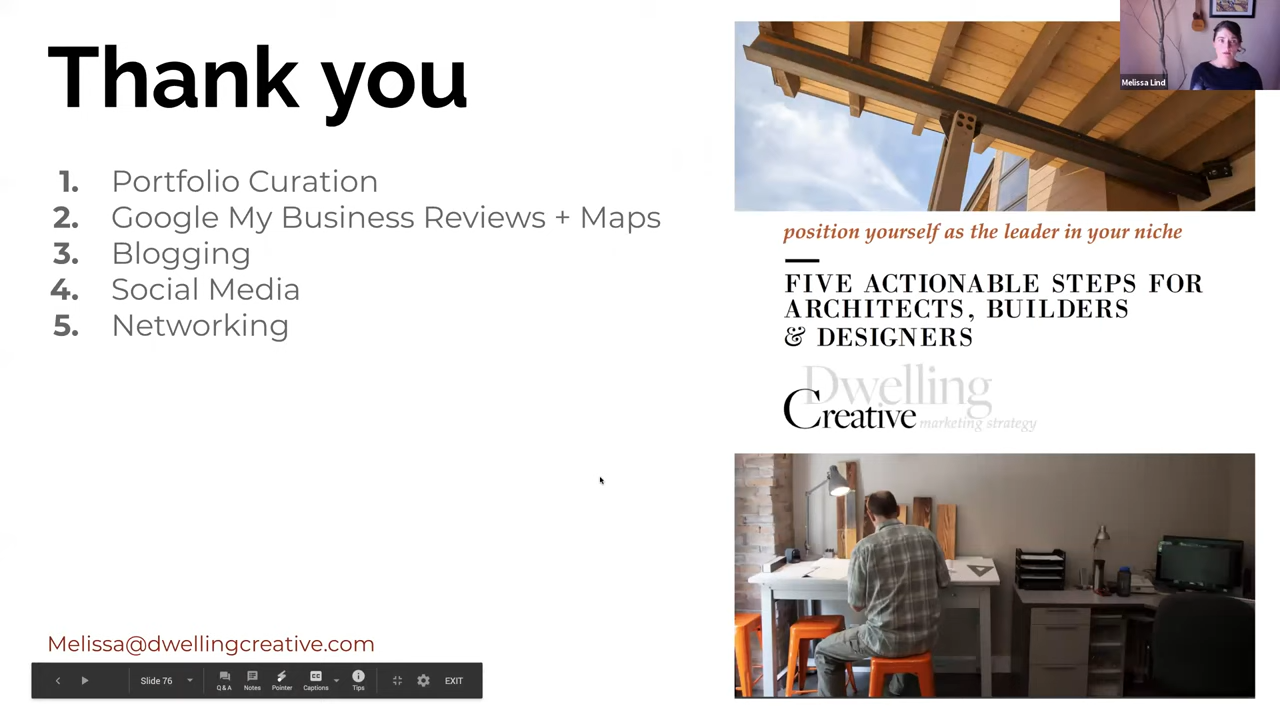 Thank you
1. Portfolio Curation
2. Google My Business Reviews + Maps
3. Blogging
4. Social Media
5. Networking
Melissa@dwellingcreative.com
Slide 76
Q&A
Notes
Pointer
Captions
Tips
EXIT
Melissa Lind
position yourself as the leader in your niche
FIVE ACTIONABLE STEPS FOR
ARCHITECTS, BUILDERS
& DESIGNERS
Dwelling
Creative marketing strategy